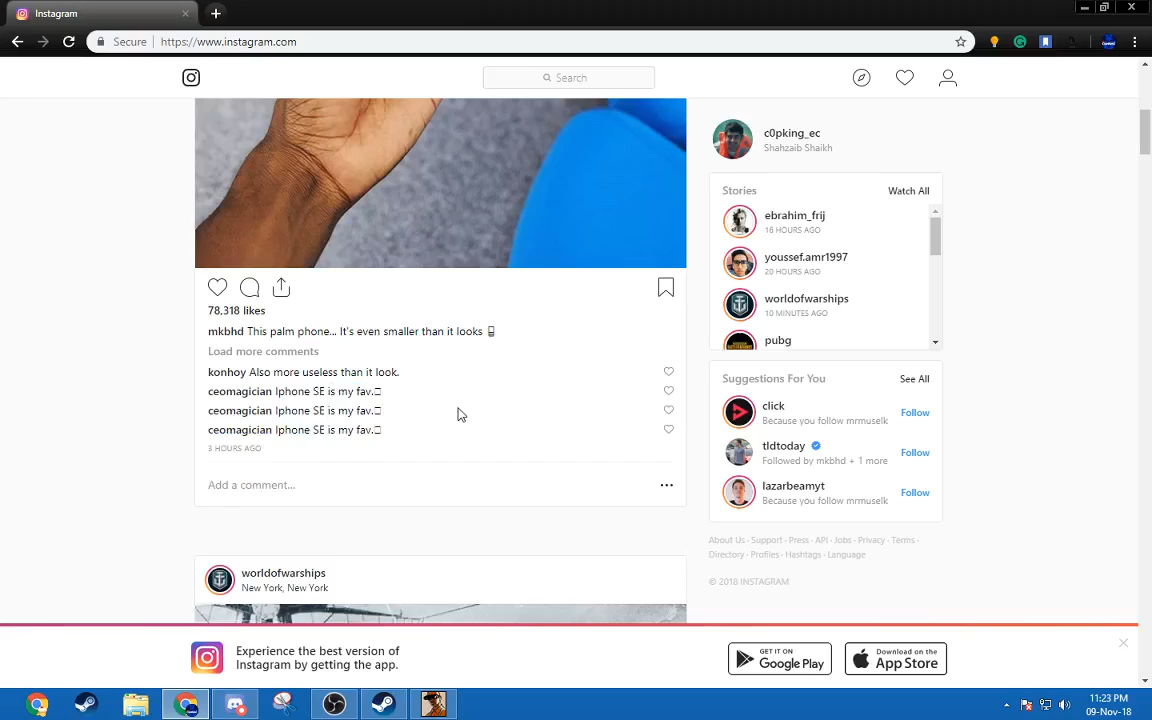 Instagram
Secure
https://www.instagram.com
Search
c0pking_ec
Shahzaib Shaikh
Stories
Watch All
ebrahim_frij
16 HOURS AGO
youssef.amr1997
20 HOURS AGO
worldofwarships
10 MINUTES AGO
pubg
78,318 likes
mkbhd This palm phone... It's even smaller than it looks
Load more comments
konhoy Also more useless than it look.
ceomagician Iphone SE is my fav.
ceomagician Iphone SE is my fav.
ceomagician Iphone SE is my fav.
3 HOURS AGO
Add a comment...
Suggestions For You
See All
click
Because you follow mrmuselk
Follow
tldtoday
Followed by mkbhd + 1 more
Follow
lazarbeamyt
Because you follow mrmuselk
Follow
About Us · Support · Press · API · Jobs · Privacy · Terms ·
Directory · Profiles · Hashtags · Language
© 2018 INSTAGRAM
worldofwarships
New York, New York
Experience the best version of
Instagram by getting the app.
GET IT ON
Google Play
Download on the
App Store
11:23 PM
09-Nov-18